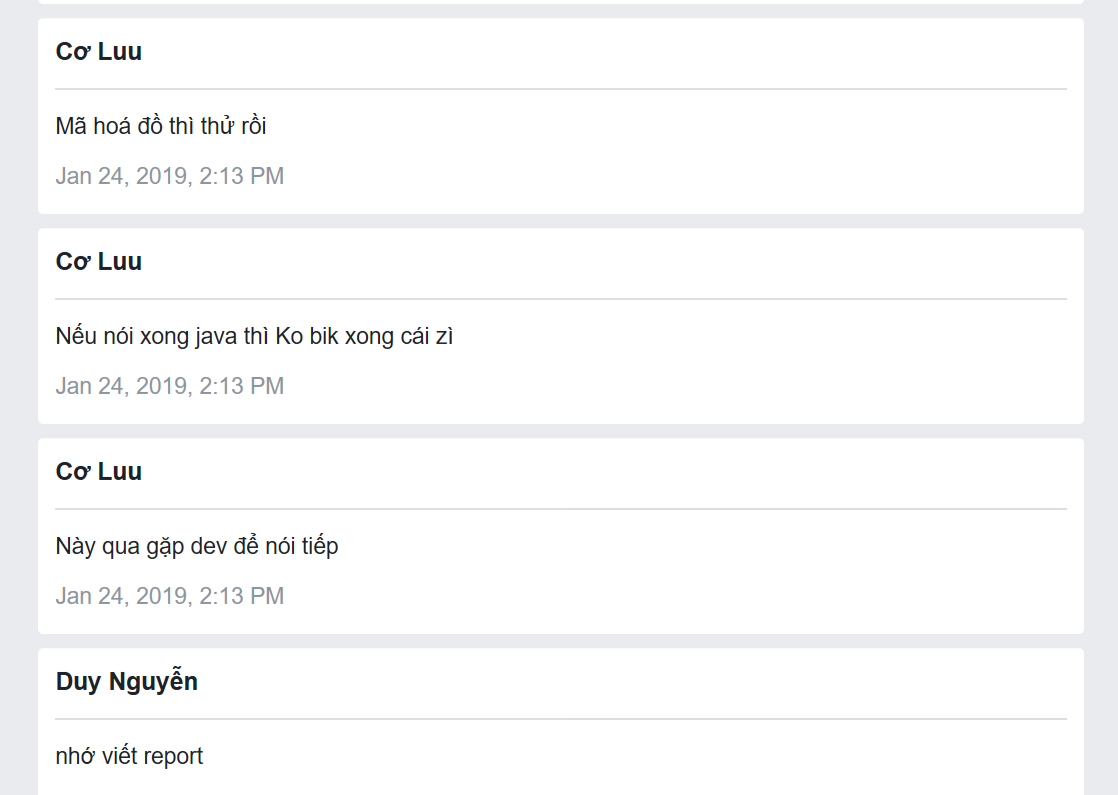 Cơ Luu
Mã hoá đồ thì thử rồi
Jan 24, 2019, 2:13 PM
Cơ Luu
Nếu nói xong java thì Ko bik xong cái zì
Jan 24, 2019, 2:13 PM
Cơ Luu
Này qua gặp dev để nói tiếp
Jan 24, 2019, 2:13 PM
Duy Nguyễn
nhớ viết report